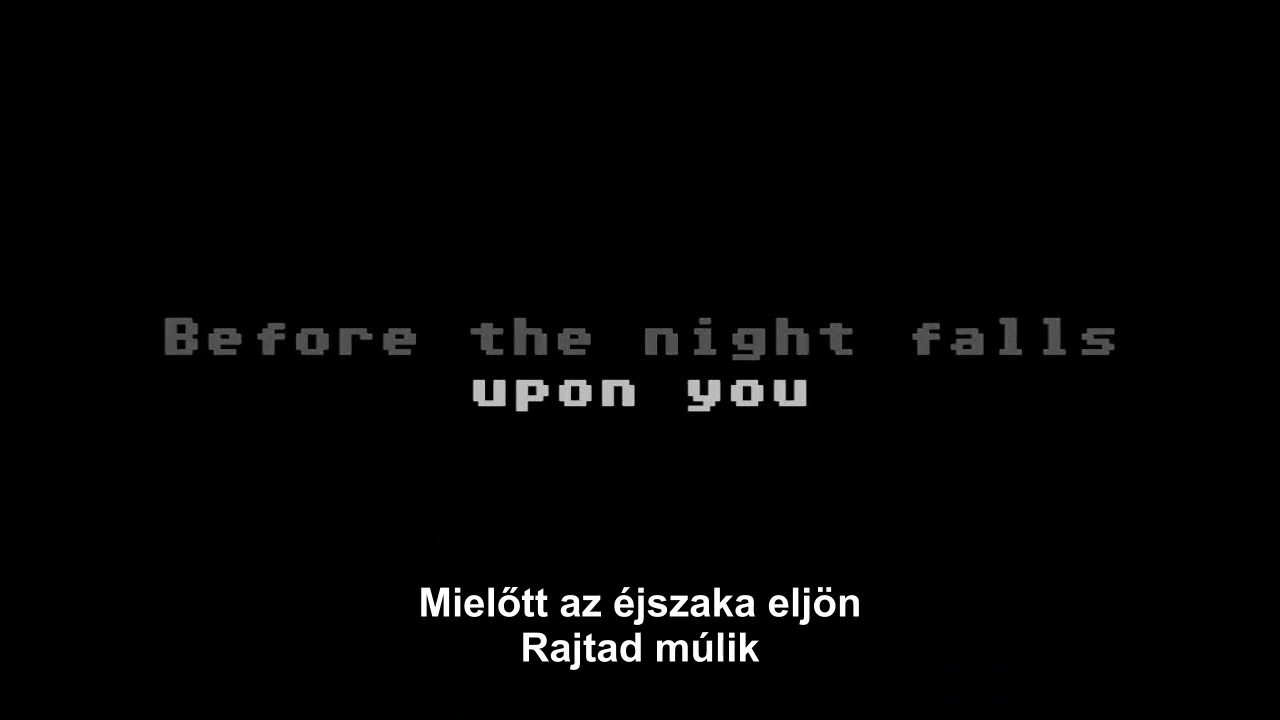 Before the night falls
upon you
Mielőtt az éjszaka eljön
Rajtad múlik